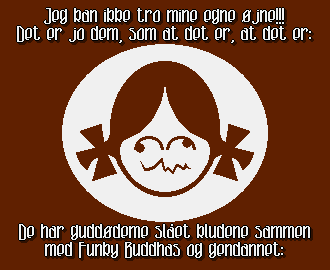 Jeg kan ikke tro mine egne øjne!!!
Det er jo dem, som at det er, at det er:
De har guddødeme slået bludene sammen
med Funky Buddhas og gendannet: